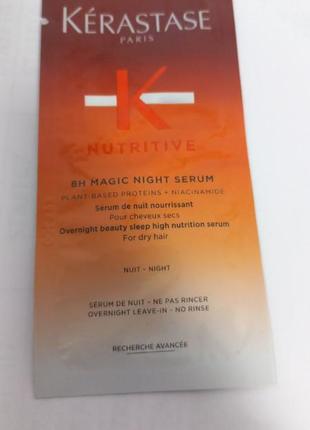 KÉRASTASE
PARIS
NUTRITIVE
8H MAGIC NIGHT SERUM
PLANT-BASED PROTEINS + NIACINAMIDE
Sérum de nuit nourrissant
Pour cheveux secs
Overnight beauty sleep high nutrition serum
For dry hair
NUIT - NIGHT
SÉRUM DE NUIT - NE PAS RINCER
OVERNIGHT LEAVE-IN - NO RINSE
RECHERCHE AVANCÉE